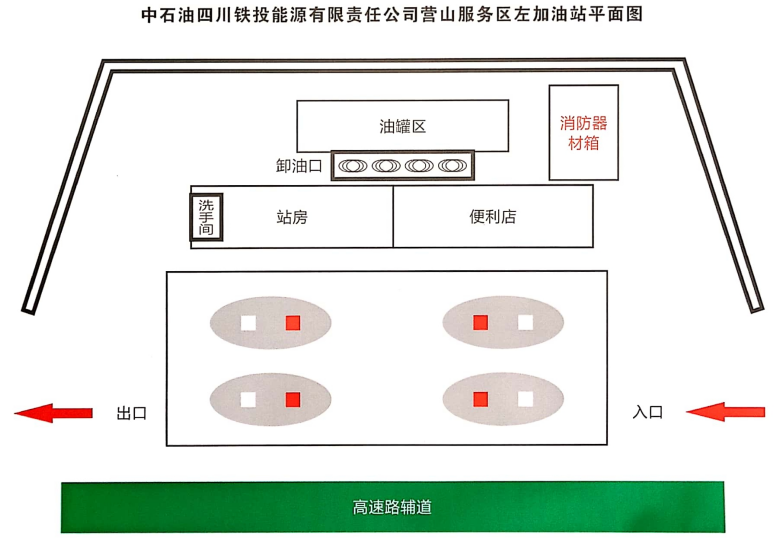 中石油四川铁投能源有限责任公司营山服务区左加油站平面图
油罐区
消防器
材箱
卸油口
洗手间
站房
便利店
出口
入口
高速路辅道